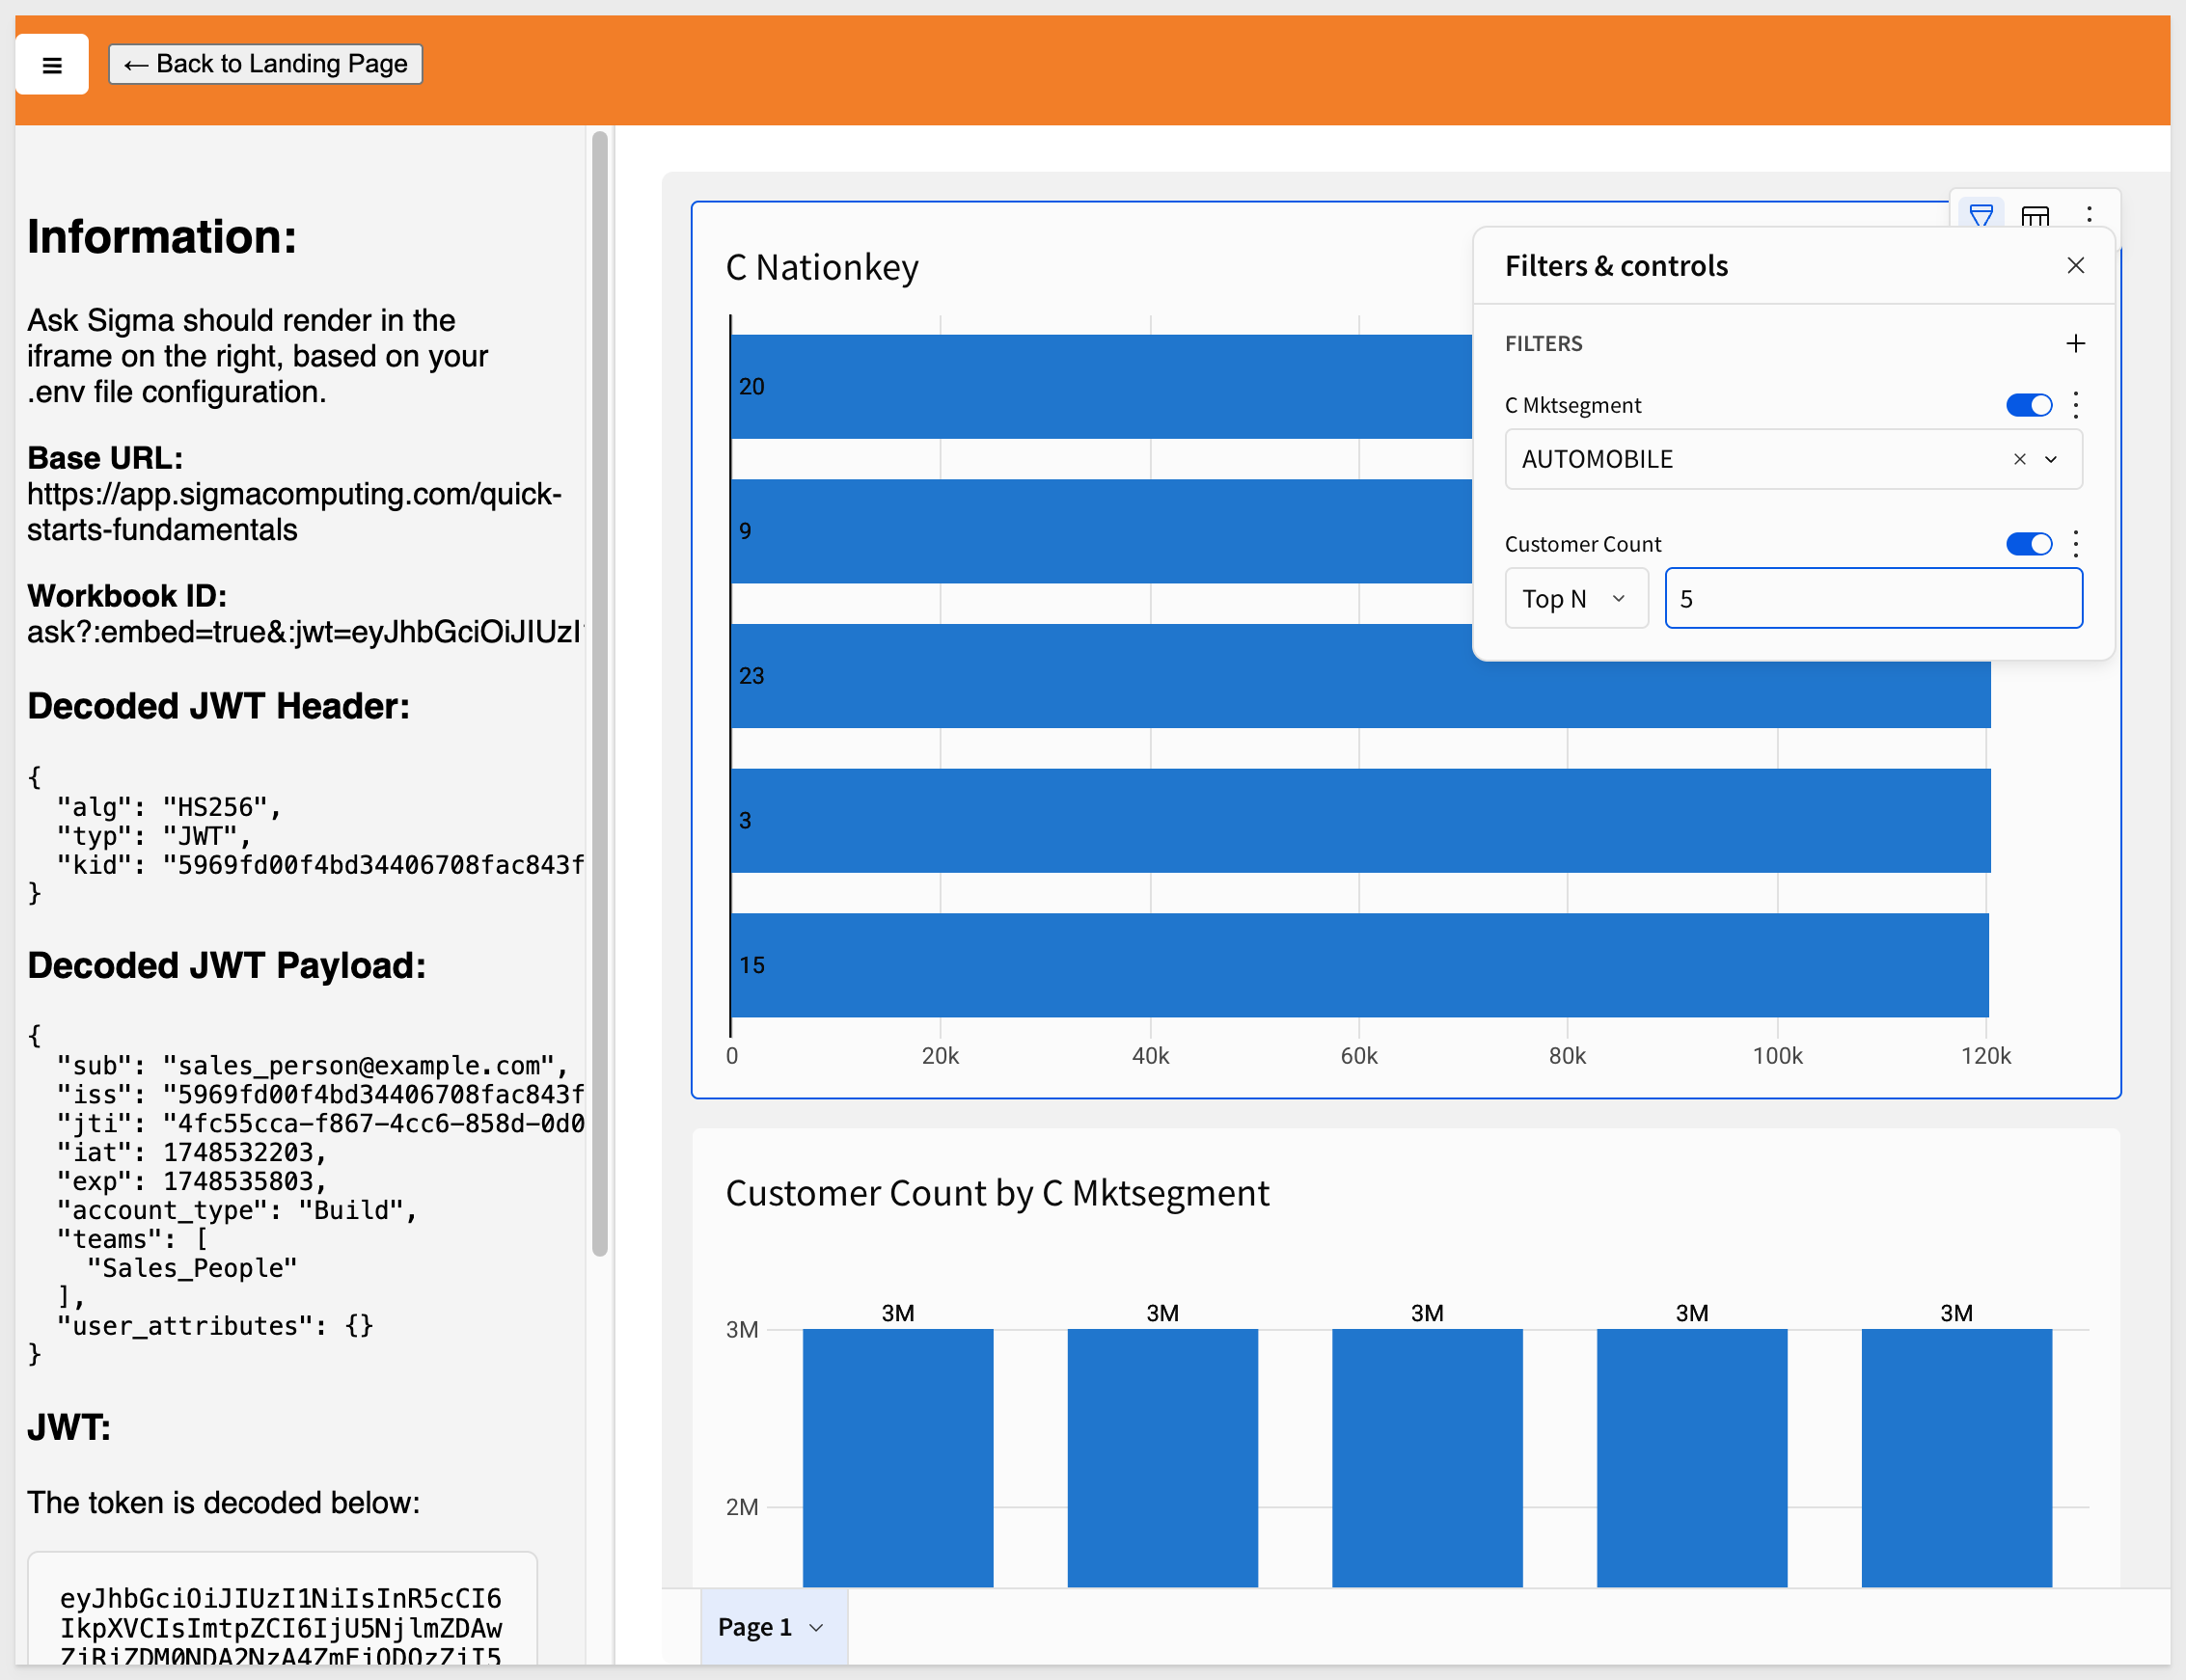 ← Back to Landing Page
Information:
Ask Sigma should render in the
iframe on the right, based on your
.env file configuration.
Base URL:
https://app.sigmacomputing.com/quick-
starts-fundamentals
Workbook ID:
ask?:embed=true&:jwt=eyJhbGciOiJIUzI
Decoded JWT Header:
{
"alg": "HS256",
"typ": "JWT",
"kid": "5969fd00f4bd34406708fac843f
}
Decoded JWT Payload:
{
"sub": "sales_person@example.com",
"iss": "5969fd00f4bd34406708fac843f
"jti": "4fc55cca-f867-4cc6-858d-0d0
"iat": 1748532203,
"exp": 1748535803,
"account_type": "Build",
"teams": [
"Sales_People"
],
"user_attributes": {}
}
JWT:
The token is decoded below:
eyJhbGciOiJIUzI1NiIsInR5cCI6
IkpXVCIsImtpZCI6IjU5NjlmZDAw
C Nationkey
20
9
23
3
15
0 20k 40k 60k 80k 100k 120k
Filters & controls
FILTERS
C Mktsegment
AUTOMOBILE
Customer Count
Top N 5
Customer Count by C Mktsegment
3M 3M 3M 3M 3M
3M
2M
Page 1